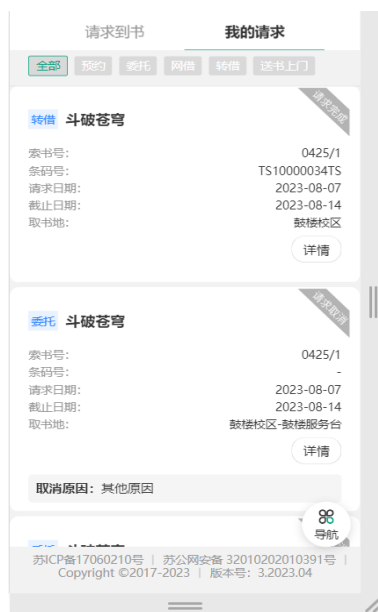 请求到书 我的请求
全部 预约 委托 网借 转借 送书上门
请求完成
转借 斗破苍穹
索书号: 0425/1
条码号: TS10000034TS
请求日期: 2023-08-07
截止日期: 2023-08-14
取书地: 鼓楼校区
详情
请求取消
委托 斗破苍穹
索书号: 0425/1
条码号: -
请求日期: 2023-08-07
截止日期: 2023-08-14
取书地: 鼓楼校区-鼓楼服务台
详情
取消原因: 其他原因
导航
苏ICP备17060210号 | 苏公网安备 32010202010391号 |
Copyright ©2017-2023 | 版本号: 3.2023.04